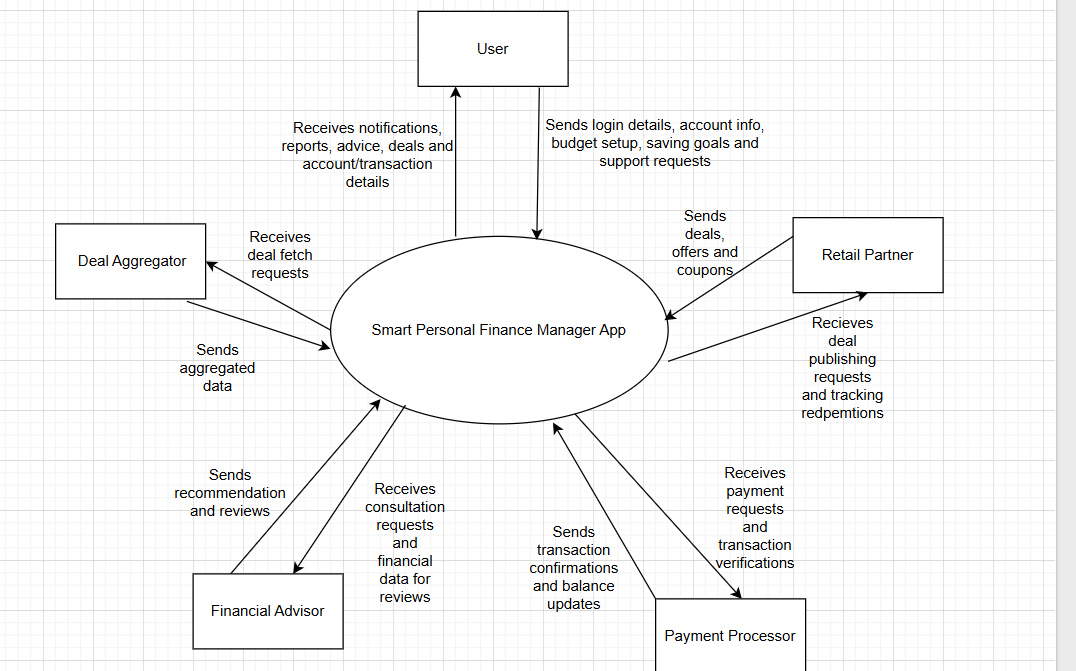 User
Receives notifications,
reports, advice, deals and
account/transaction
details
Sends login details, account info,
budget setup, saving goals and
support requests
Deal Aggregator
Receives
deal fetch
requests
Sends
deals,
offers and
coupons
Retail Partner
Smart Personal Finance Manager App
Sends
aggregated
data
Recieves
deal
publishing
requests
and tracking
redpemtions
Sends
recommendation
and reviews
Receives
consultation
requests
and
financial
data for
reviews
Sends
transaction
confirmations
and balance
updates
Receives
payment
requests
and
transaction
verifications
Financial Advisor
Payment Processor